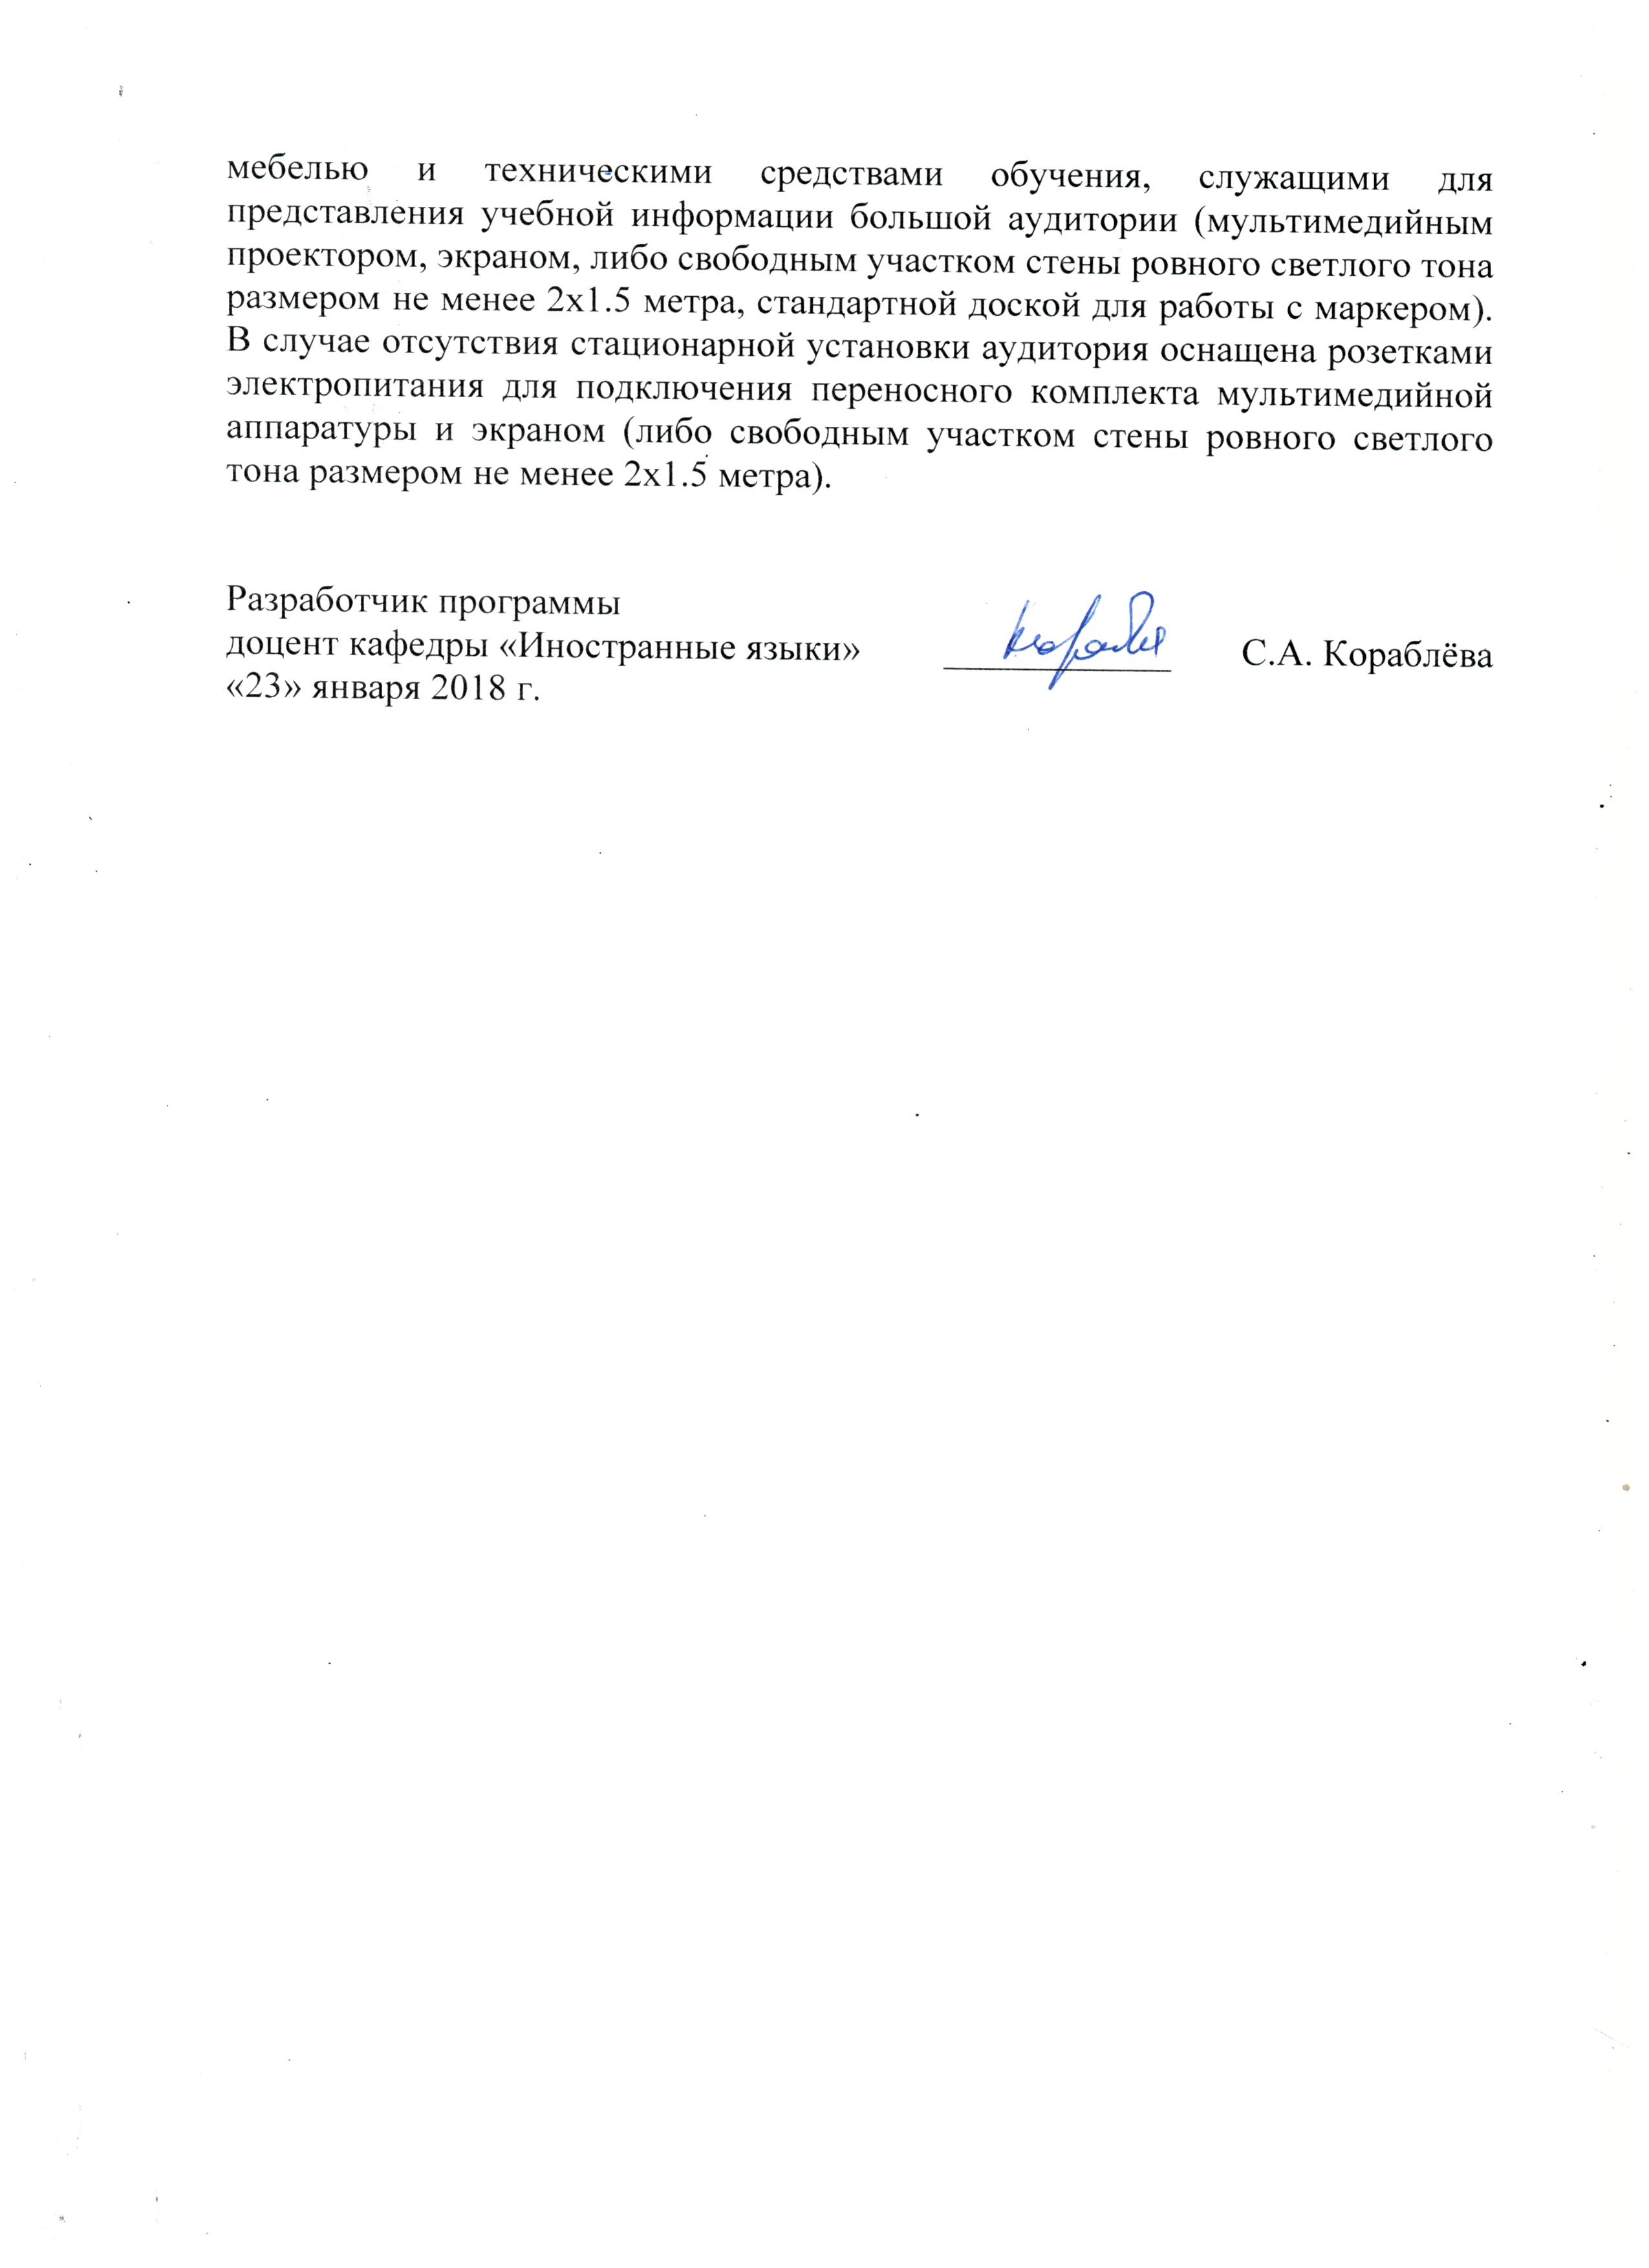 мебелью и техническими средствами обучения, служащими для
представления учебной информации большой аудитории (мультимедийным
проектором, экраном, либо свободным участком стены ровного светлого тона
размером не менее 2х1.5 метра, стандартной доской для работы с маркером).
В случае отсутствия стационарной установки аудитория оснащена розетками
электропитания для подключения переносного комплекта мультимедийной
аппаратуры и экраном (либо свободным участком стены ровного светлого
тона размером не менее 2х1.5 метра).
Разработчик программы
доцент кафедры «Иностранные языки» С.А. Кораблёва
«23» января 2018 г.